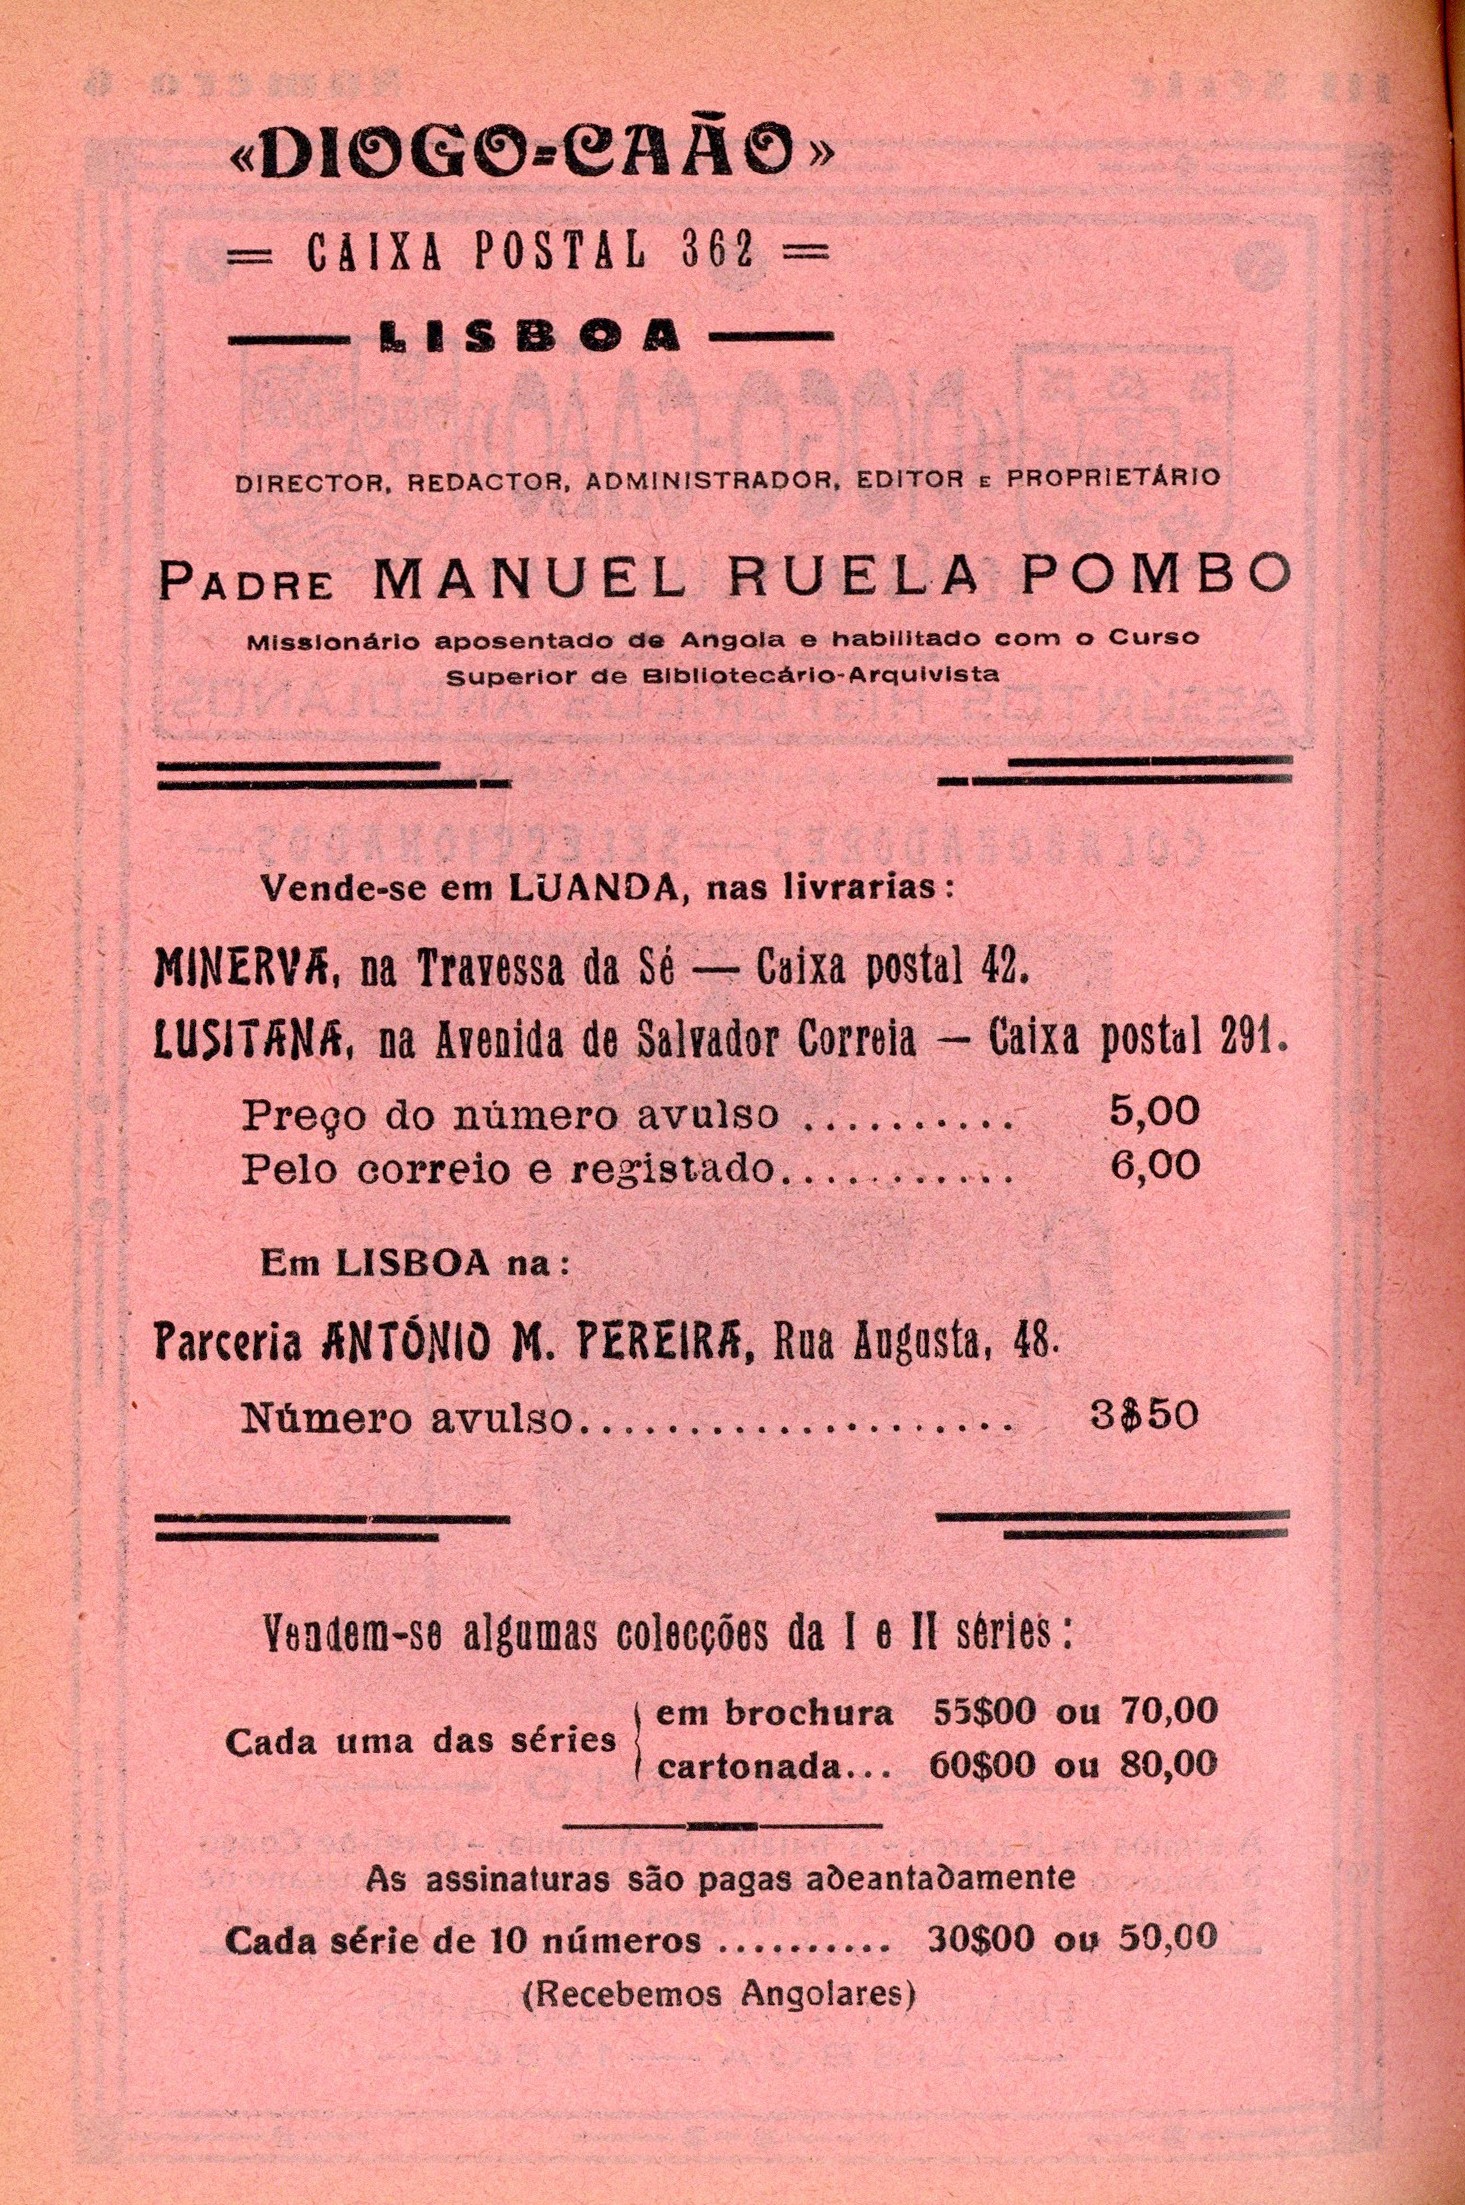 «DIOGO=CAÃO»
= CAIXA POSTAL 362 =
LISBOA
DIRECTOR, REDACTOR, ADMINISTRADOR, EDITOR E PROPRIETÁRIO
PADRE MANUEL RUELA POMBO
Missionário aposentado de Angola e habilitado com o Curso
Superior de Bibliotecário-Arquivista
Vende-se em LUANDA, nas livrarias:
MINERVA, na Travessa da Sé — Caixa postal 42.
LUSITANA, na Avenida de Salvador Correia — Caixa postal 291.
Preço do número avulso .......... 5,00
Pelo correio e registado........... 6,00
Em LISBOA na:
Parceria ANTÓNIO M. PEREIRA, Rua Augusta, 48.
Número avulso.................... 3$50
Vendem-se algumas colecções da I e II séries:
Cada uma das séries { em brochura 55$00 ou 70,00
cartonada... 60$00 ou 80,00
As assinaturas são pagas adeantadamente
Cada série de 10 números .......... 30$00 ou 50,00
(Recebemos Angolares)